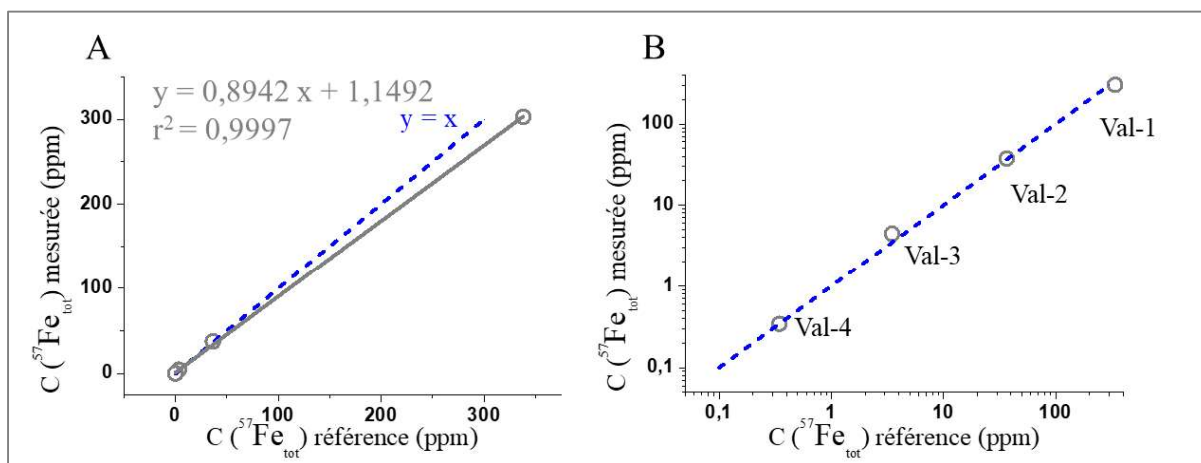 A
y = 0,8942 x + 1,1492
r² = 0,9997
y = x
300
200
100
0
C (⁵⁷Fe_tot) mesurée (ppm)
0 100 200 300
C (⁵⁷Fe_tot) référence (ppm)
B
100
10
1
0,1
C (⁵⁷Fe_tot) mesurée (ppm)
Val-1
Val-2
Val-3
Val-4
0,1 1 10 100
C (⁵⁷Fe_tot) référence (ppm)